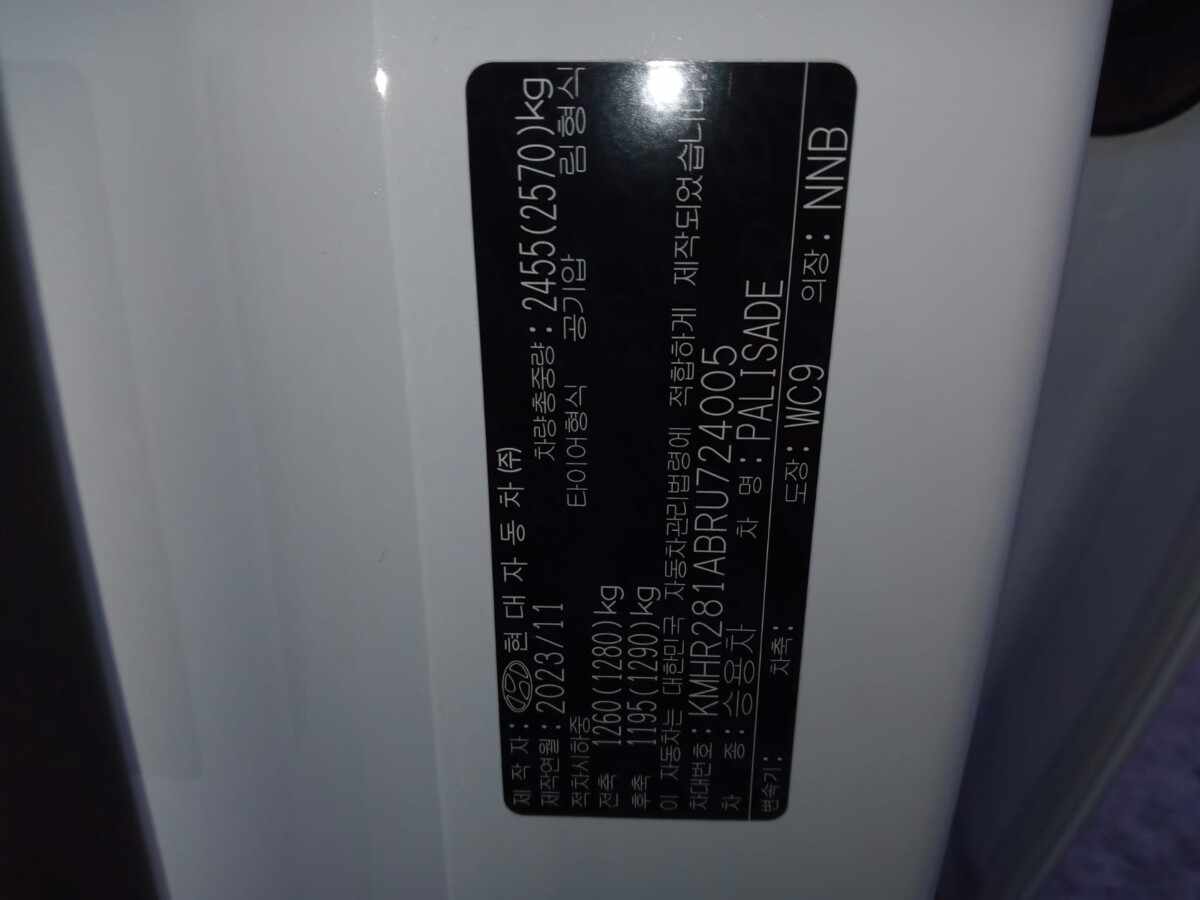 제 작 자 : 현 대 자 동 차 (주)
제작연월 : 2023/11 차량총중량 : 2455(2570)kg
적차시하중 타이어형식 공기압 림형식
전축 1260(1280)kg
후축 1195(1290)kg
이 자동차는 대한민국 자동차관리법령에 적합하게 제작되었습니다.
차대번호 : KMHR281ABRU724005
차 종 : 승용차 차 명 : PALISADE
변속기 : 차축 : 도장 : WC9 의장 : NNB